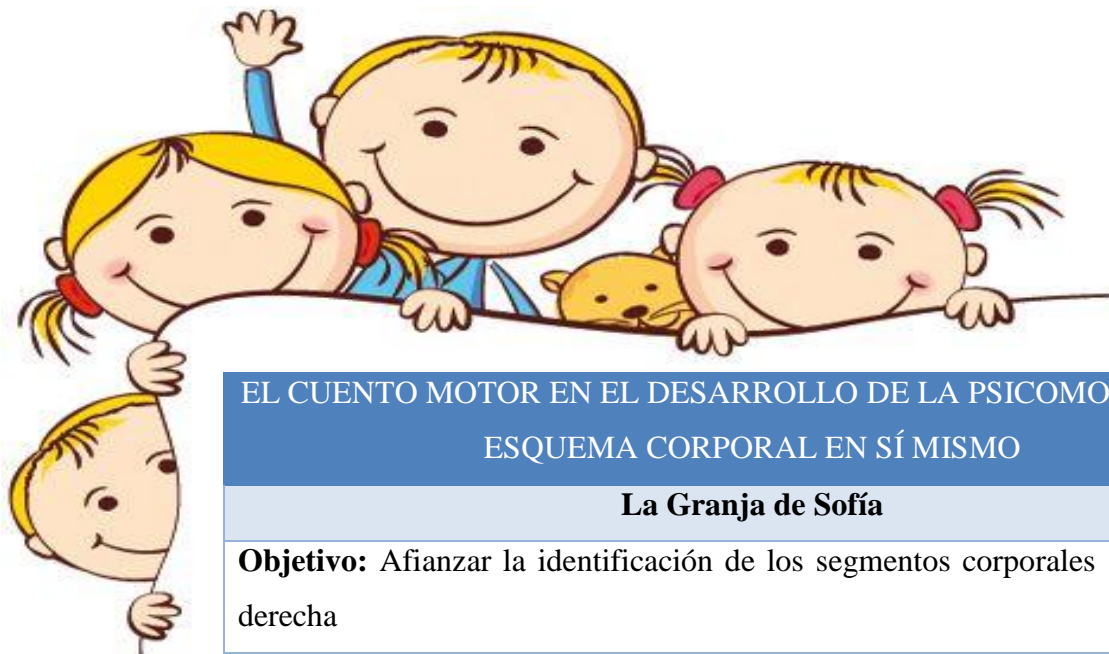 EL CUENTO MOTOR EN EL DESARROLLO DE LA PSICOMO
ESQUEMA CORPORAL EN SÍ MISMO
La Granja de Sofía
Objetivo: Afianzar la identificación de los segmentos corporales
derecha